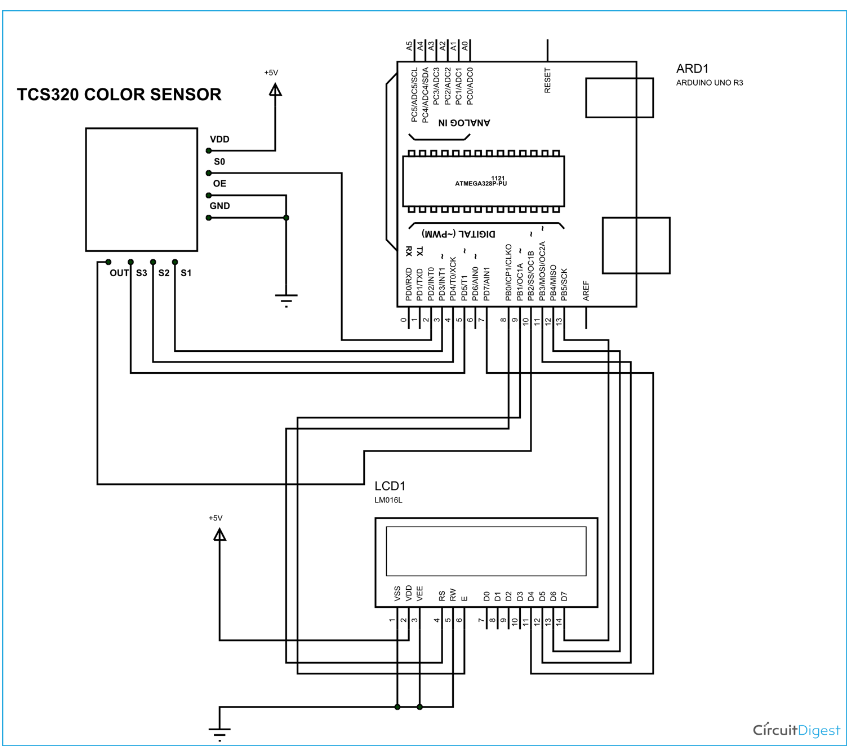 TCS320 COLOR SENSOR
+5V
VDD
S0
OE
GND
OUT S3 S2 S1
ARD1
ARDUINO UNO R3
A5 A4 A3 A2 A1 A0
PC5/ADC5/SCL
PC4/ADC4/SDA
PC3/ADC3
PC2/ADC2
PC1/ADC1
PC0/ADC0
RESET
ANALOG IN
1121
ATMEGA328P-PU
DIGITAL (~PWM)
RX
TX
~ ~ ~ ~ ~ ~
PD0/RXD
PD1/TXD
PD2/INT0
PD3/INT1
PD4/T0/XCK
PD5/T1
PD6/AIN0
PD7/AIN1
PB0/ICP1/CLKO
PB1/OC1A
PB2/SS/OC1B
PB3/MOSI/OC2A
PB4/MISO
PB5/SCK
AREF
0 1 2 3 4 5 6 7 8 9 10 11 12 13
LCD1
LM016L
+5V
VSS VDD VEE RS RW E D0 D1 D2 D3 D4 D5 D6 D7
1 2 3 4 5 6 7 8 9 10 11 12 13 14
CircuitDigest